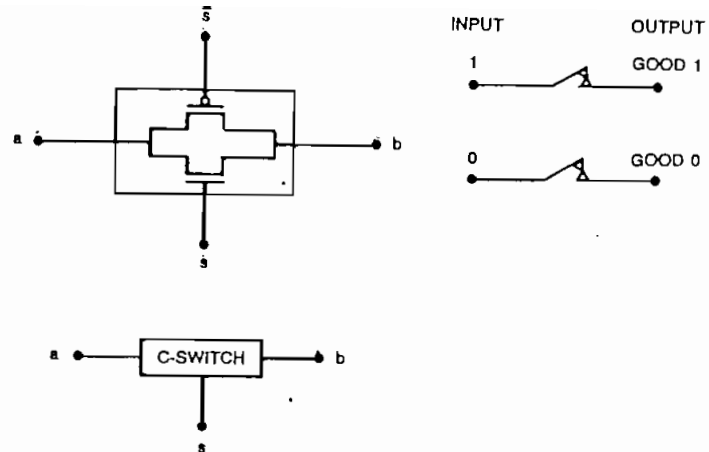 s̅
INPUT OUTPUT
1 GOOD 1
a b
0 GOOD 0
s
a C-SWITCH b
s